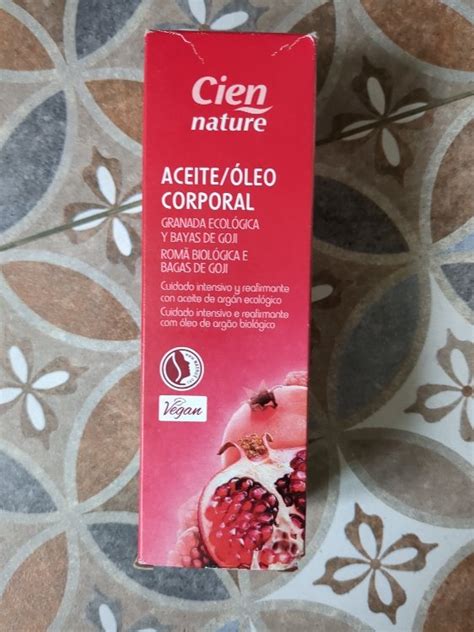 Cien
nature
ACEITE/ÓLEO
CORPORAL
GRANADA ECOLÓGICA
Y BAYAS DE GOJI
ROMÃ BIOLÓGICA E
BAGAS DE GOJI
Cuidado intensivo y reafirmante
con aceite de argán ecológico
Cuidado intensivo e reafirmante
com óleo de argão biológico
Vegan